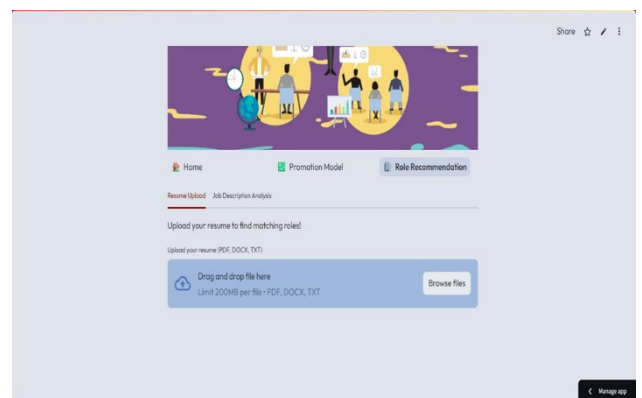 Share
Home
Promotion Model
Role Recommendation
Resume Upload
Job Description Analysis
Upload your resume to find matching roles!
Upload your resume (PDF, DOCX, TXT)
Drag and drop file here
Limit 200MB per file • PDF, DOCX, TXT
Browse files
Manage app